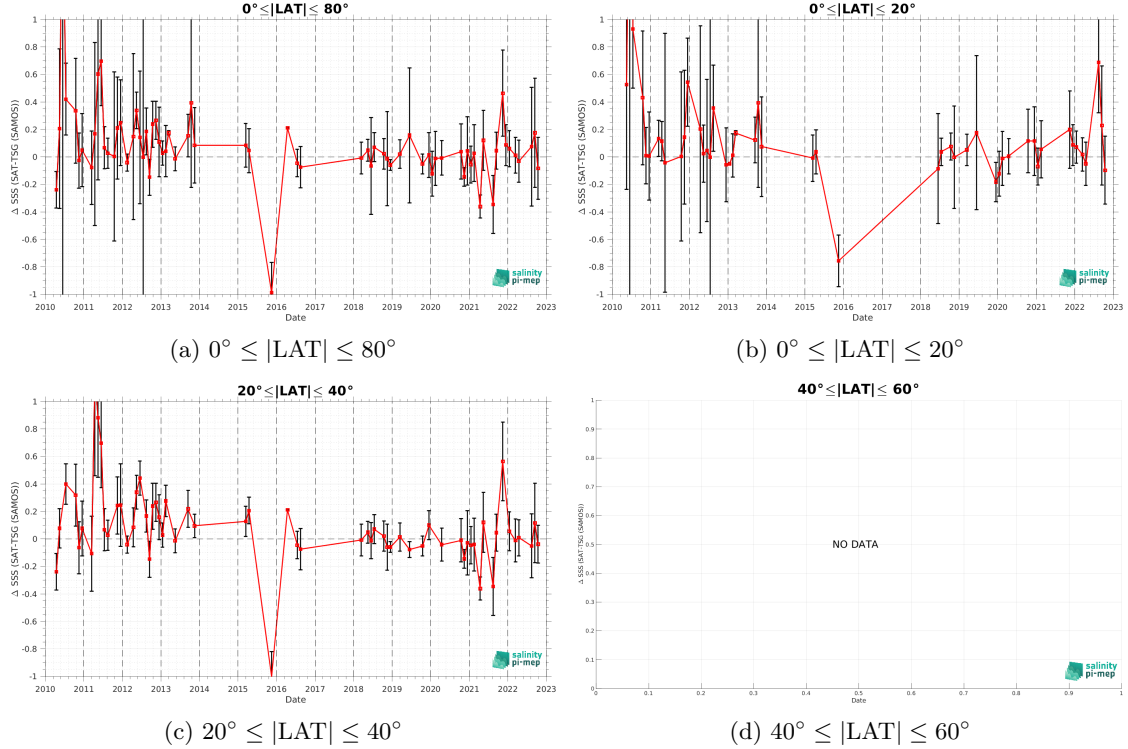 0°≤|LAT|≤ 80°
Δ SSS (SAT-TSG (SAMOS))
1
0.8
0.6
0.4
0.2
0
-0.2
-0.4
-0.6
-0.8
-1
2010 2011 2012 2013 2014 2015 2016 2017 2018 2019 2020 2021 2022 2023
Date
salinity
pi-mep
(a) 0° ≤ |LAT| ≤ 80°
0°≤|LAT|≤ 20°
Δ SSS (SAT-TSG (SAMOS))
1
0.8
0.6
0.4
0.2
0
-0.2
-0.4
-0.6
-0.8
-1
2010 2011 2012 2013 2014 2015 2016 2017 2018 2019 2020 2021 2022 2023
Date
salinity
pi-mep
(b) 0° ≤ |LAT| ≤ 20°
20°≤|LAT|≤ 40°
Δ SSS (SAT-TSG (SAMOS))
1
0.8
0.6
0.4
0.2
0
-0.2
-0.4
-0.6
-0.8
-1
2010 2011 2012 2013 2014 2015 2016 2017 2018 2019 2020 2021 2022 2023
Date
salinity
pi-mep
(c) 20° ≤ |LAT| ≤ 40°
40°≤|LAT|≤ 60°
Δ SSS (SAT-TSG (SAMOS))
1
0.9
0.8
0.7
0.6
0.5
0.4
0.3
0.2
0.1
0
NO DATA
0 0.1 0.2 0.3 0.4 0.5 0.6 0.7 0.8 0.9 1
Date
salinity
pi-mep
(d) 40° ≤ |LAT| ≤ 60°